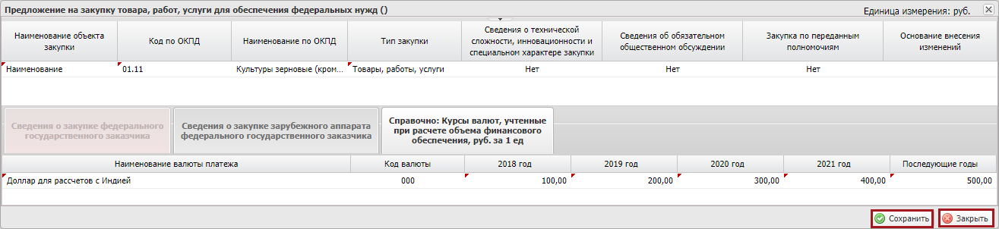 Предложение на закупку товара, работ, услуги для обеспечения федеральных нужд ()
Единица измерения: руб.
Наименование объекта
закупки
Код по ОКПД
Наименование по ОКПД
Тип закупки
Сведения о технической
сложности, инновационности и
специальном характере закупки
Сведения об обязательном
общественном обсуждении
Закупка по переданным
полномочиям
Основание внесения
изменений
Наименование
01.11
Культуры зерновые (кром...
Товары, работы, услуги
Нет
Нет
Нет
Сведения о закупке федерального
государственного заказчика
Сведения о закупке зарубежного аппарата
федерального государственного заказчика
Справочно: Курсы валют, учтенные
при расчете объема финансового
обеспечения, руб. за 1 ед
Наименование валюты платежа
Код валюты
2018 год
2019 год
2020 год
2021 год
Последующие годы
Доллар для рассчетов с Индией
000
100,00
200,00
300,00
400,00
500,00
Сохранить
Закрыть